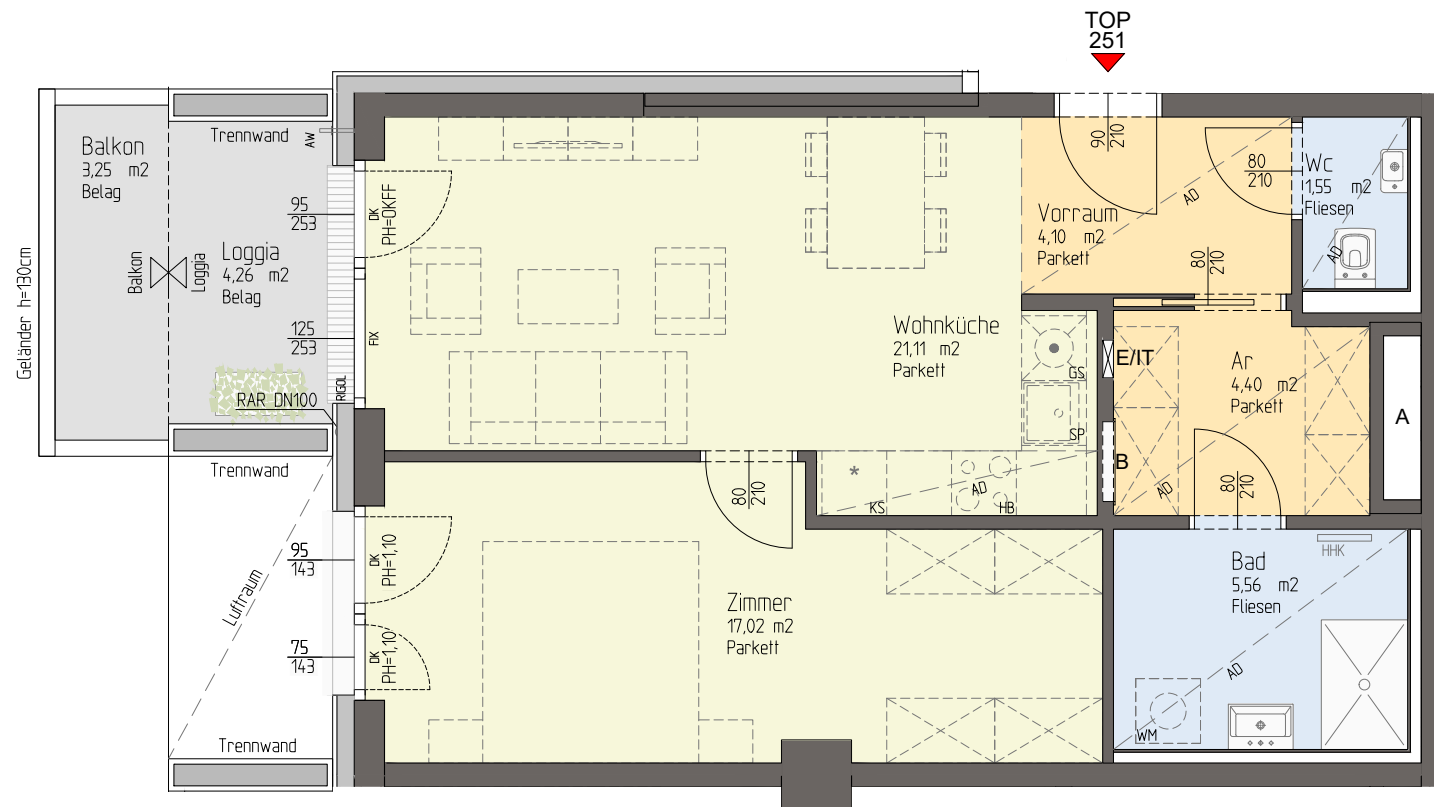 TOP
251
Balkon
3,25 m2
Belag
Trennwand
AW
95
253
DK
PH=OKFF
90
210
80
210
Wc
1,55 m2
Fliesen
AD
Vorraum
4,10 m2
Parkett
AD
Geländer h=130cm
Balkon
Loggia
Loggia
4,26 m2
Belag
80
210
125
253
FIX
Wohnküche
21,11 m2
Parkett
GS
E/IT
Ar
4,40 m2
Parkett
RIGOL
RAR DN100
SP
A
Trennwand
*
KS
AD
HB
B
AD
80
210
80
210
95
143
DK
PH=1,10
HHK
Bad
5,56 m2
Fliesen
Luftraum
Zimmer
17,02 m2
Parkett
75
143
DK
PH=1,10
AD
WM
Trennwand